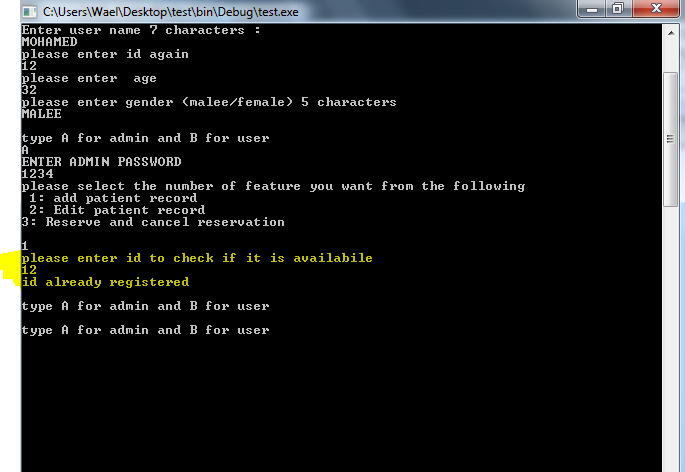 C:\Users\Wael\Desktop\test\bin\Debug\test.exe
Enter user name 7 characters :
MOHAMED
please enter id again
12
please enter  age
32
please enter gender (malee/female) 5 characters
MALEE
type A for admin and B for user
A
ENTER ADMIN PASSWORD
1234
please select the number of feature you want from the following
1: add patient record
2: Edit patient record
3: Reserve and cancel reservation
1
please enter id to check if it is availabile
12
id already registered
type A for admin and B for user
type A for admin and B for user